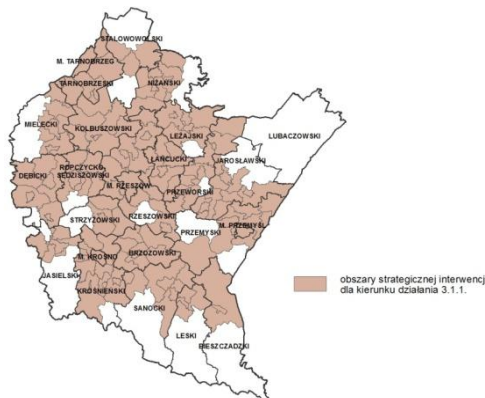 STALOWOWOLSKI
M. TARNOBRZEG
TARNOBRZESKI
NIŻAŃSKI
MIELECKI
KOLBUSZOWSKI
LEŻAJSKI
LUBACZOWSKI
ŁAŃCUCKI
JAROSŁAWSKI
DĘBICKI
ROPCZYCKO
SĘDZISZOWSKI
M. RZESZÓW
PRZEWORSKI
STRZYŻOWSKI
RZESZOWSKI
PRZEMYSKI
M. PRZEMYŚL
M. KROSNO
BRZOZOWSKI
JASIELSKI
KROŚNIEŃSKI
SANOCKI
LESKI
BIESZCZADZKI
obszary strategicznej interwencj
dla kierunku działania 3.1.1.